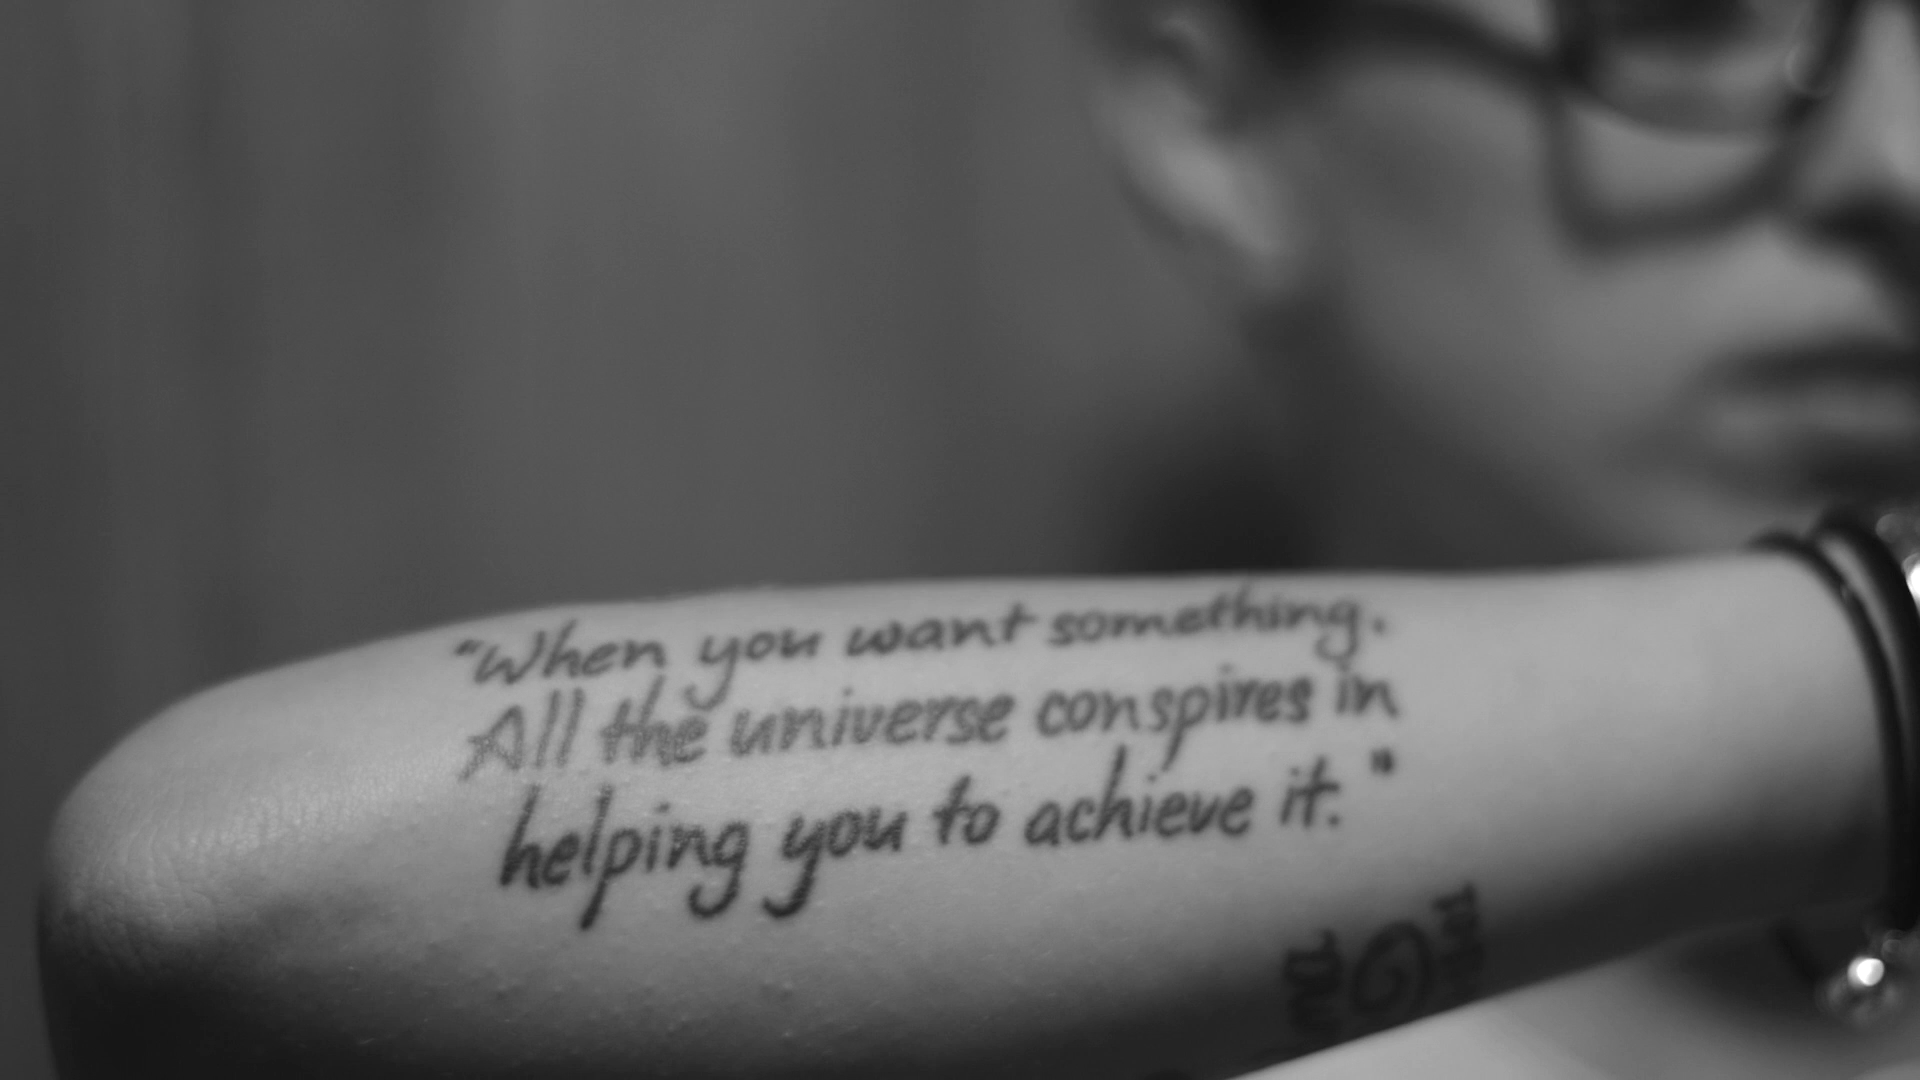 “When you want something.
All the universe conspires in
helping you to achieve it.”